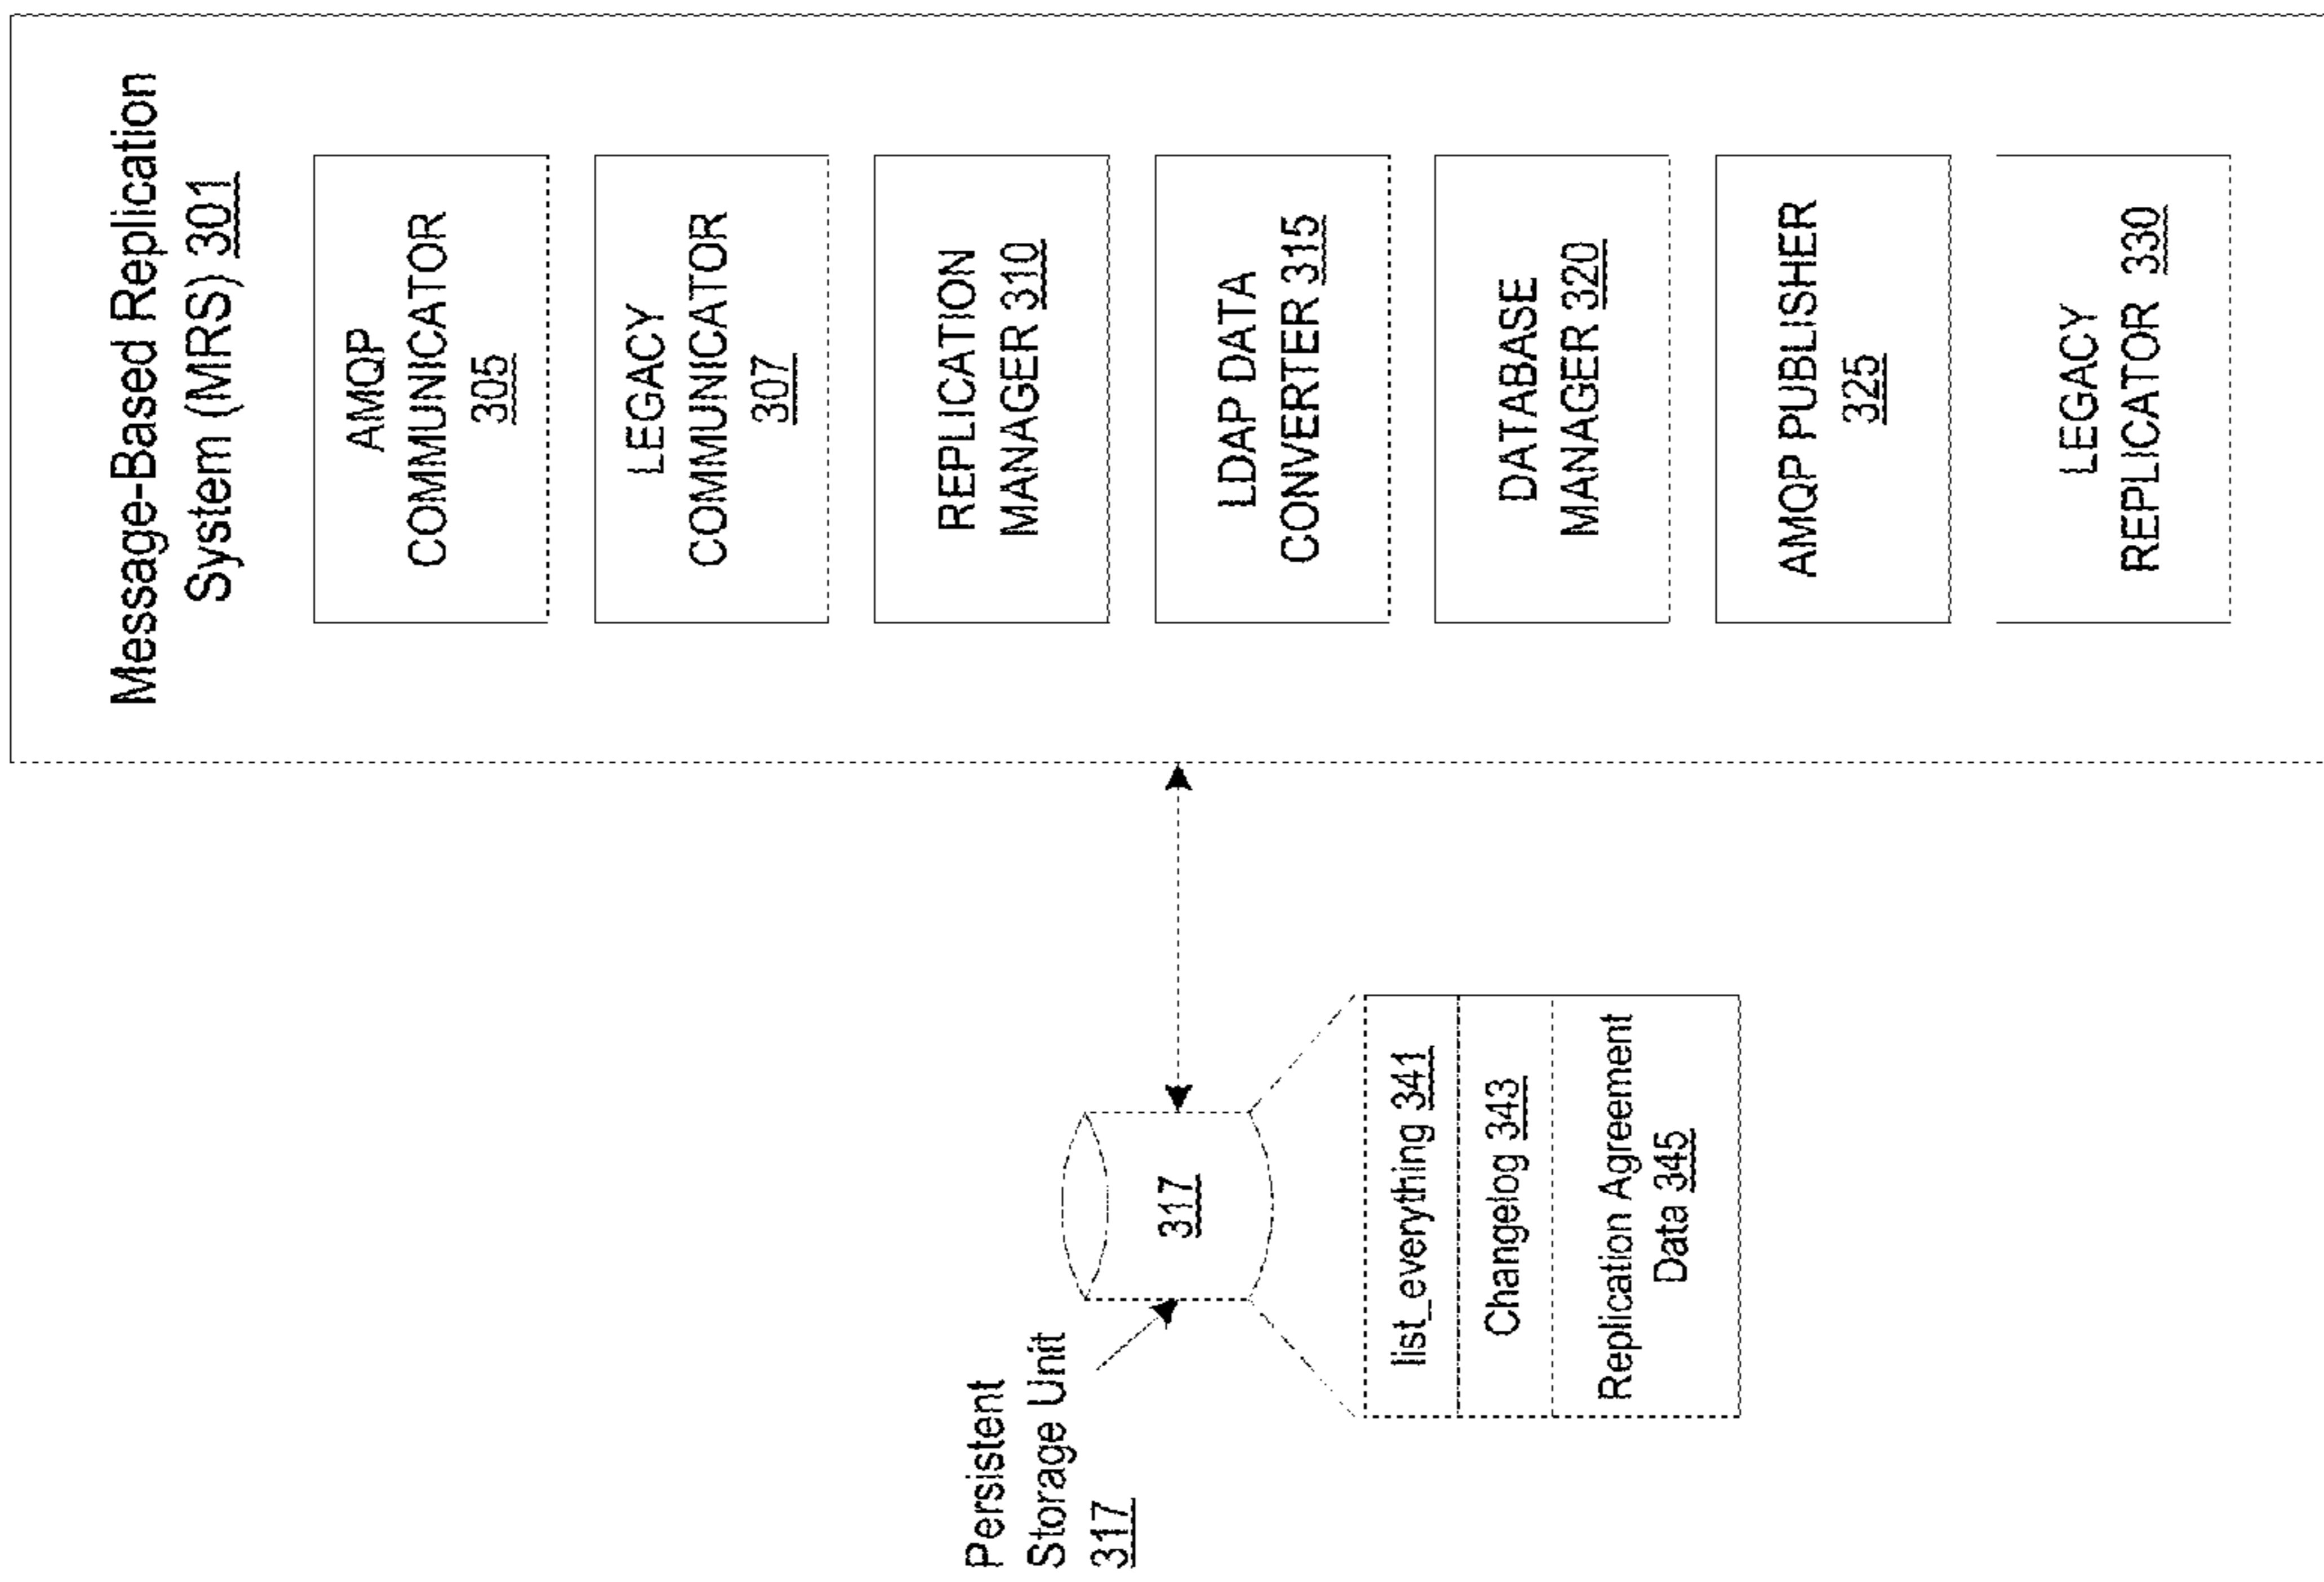 Message-Based Replication
System (MRS) 301
AMQP
COMMUNICATOR
305
LEGACY
COMMUNICATOR
307
REPLICATION
MANAGER 310
LDAP DATA
CONVERTER 315
DATABASE
MANAGER 320
AMQP PUBLISHER
325
LEGACY
REPLICATOR 330
Persistent
Storage Unit
317
317
list_everything 341
Changelog 343
Replication Agreement
Data 345